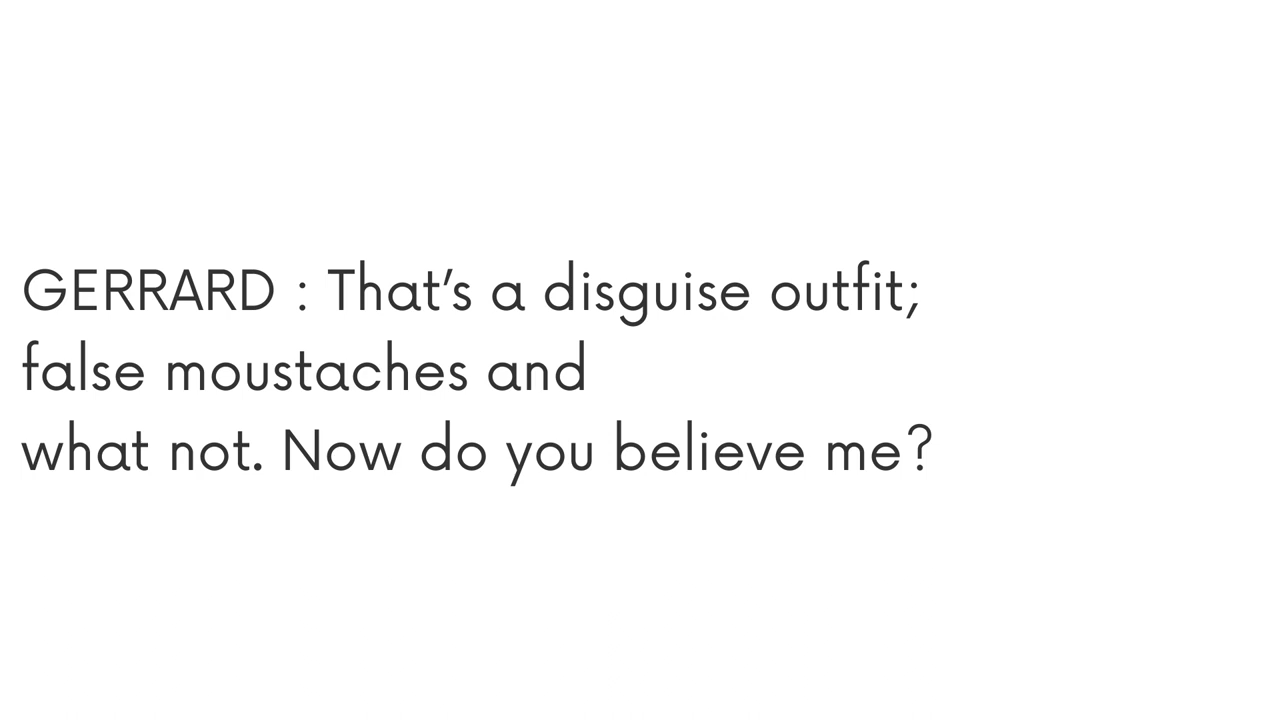 GERRARD : That’s a disguise outfit;
false moustaches and
what not. Now do you believe me?